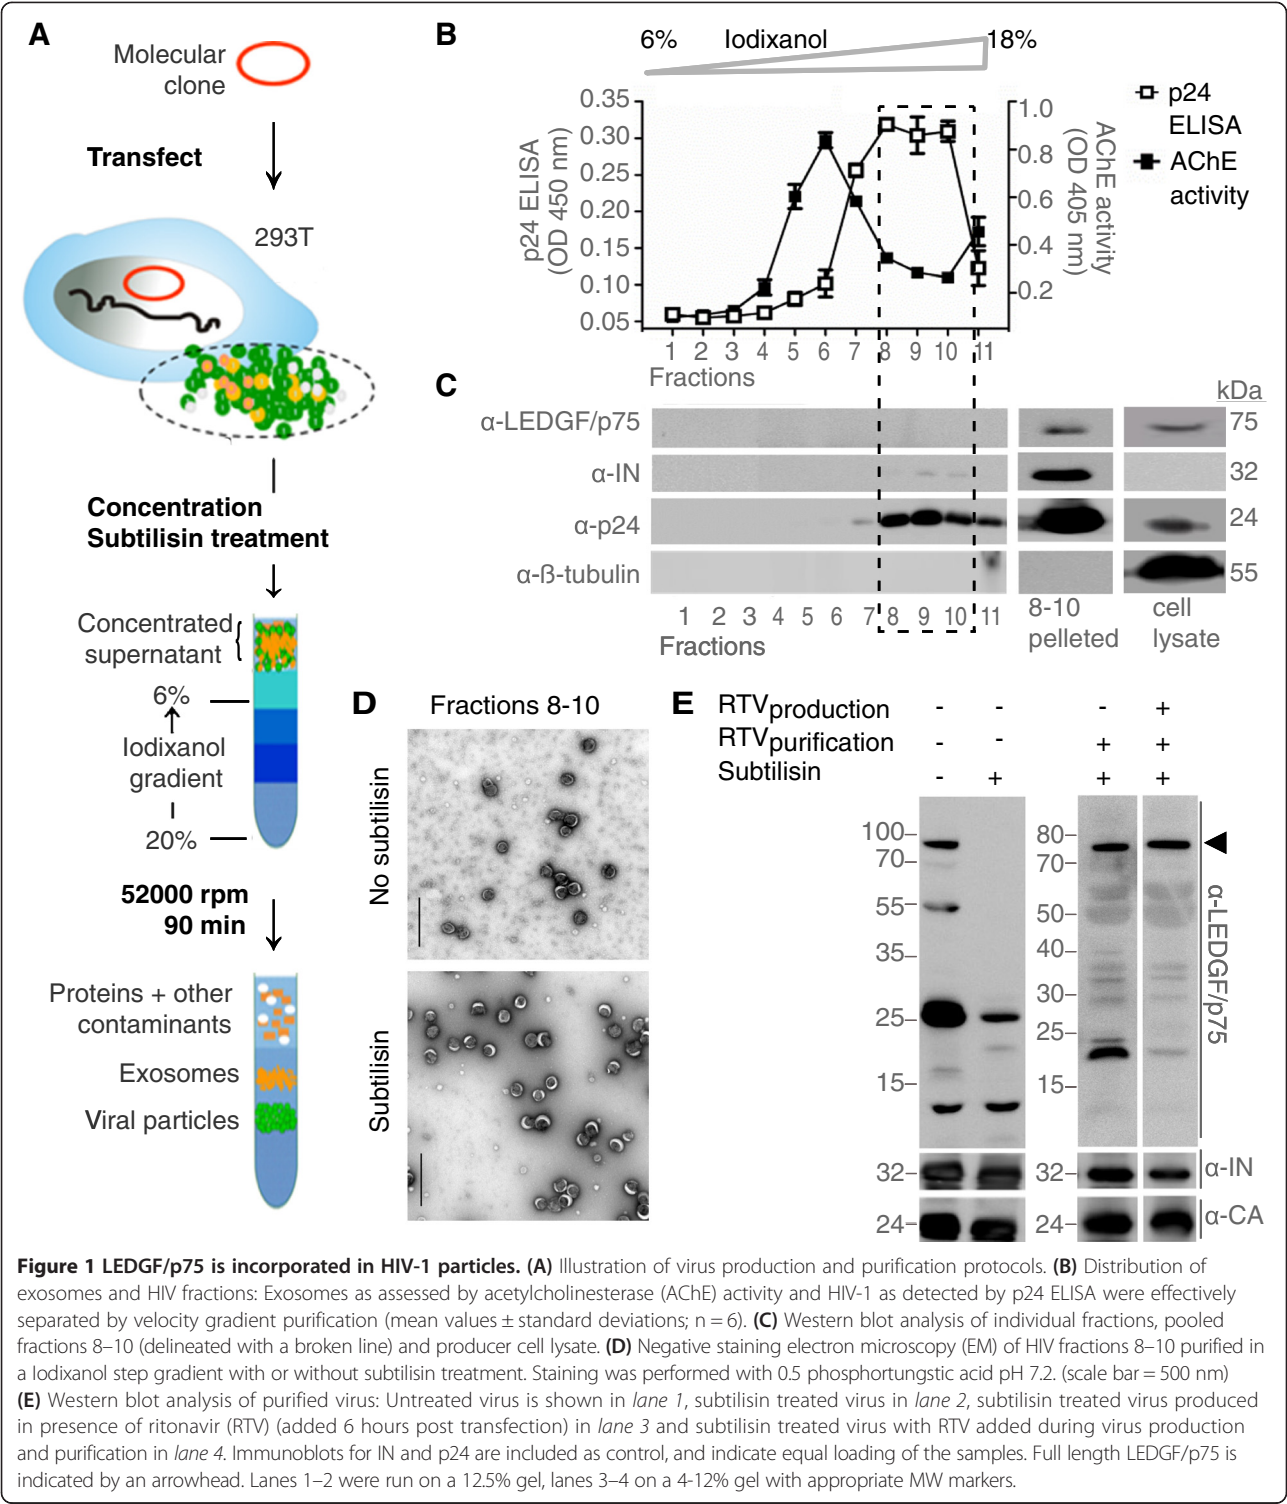 A
Molecular
clone
Transfect
293T
Concentration
Subtilisin treatment
Concentrated
supernatant
6%
Iodixanol
gradient
20%
52000 rpm
90 min
Proteins + other
contaminants
Exosomes
Viral particles
B
6% Iodixanol 18%
p24 ELISA
(OD 450 nm)
0.35
0.30
0.25
0.20
0.15
0.10
0.05
1.0
0.8
0.6
0.4
0.2
AChE activity
(OD 405 nm)
p24
ELISA
AChE
activity
1 2 3 4 5 6 7 8 9 10 11
Fractions
C
kDa
α-LEDGF/p75 75
α-IN 32
α-p24 24
α-ß-tubulin 55
1 2 3 4 5 6 7 8 9 10 11
Fractions
8-10
pelleted
cell
lysate
D
Fractions 8-10
No subtilisin
Subtilisin
E
RTVproduction - - - +
RTVpurification - - + +
Subtilisin - + + +
100
70
55
35
25
15
32
24
80
70
50
40
30
25
15
32
24
α-LEDGF/p75
α-IN
α-CA
Figure 1 LEDGF/p75 is incorporated in HIV-1 particles. (A) Illustration of virus production and purification protocols. (B) Distribution of
exosomes and HIV fractions: Exosomes as assessed by acetylcholinesterase (AChE) activity and HIV-1 as detected by p24 ELISA were effectively
separated by velocity gradient purification (mean values ± standard deviations; n = 6). (C) Western blot analysis of individual fractions, pooled
fractions 8–10 (delineated with a broken line) and producer cell lysate. (D) Negative staining electron microscopy (EM) of HIV fractions 8–10 purified in
a Iodixanol step gradient with or without subtilisin treatment. Staining was performed with 0.5 phosphortungstic acid pH 7.2. (scale bar = 500 nm)
(E) Western blot analysis of purified virus: Untreated virus is shown in lane 1, subtilisin treated virus in lane 2, subtilisin treated virus produced
in presence of ritonavir (RTV) (added 6 hours post transfection) in lane 3 and subtilisin treated virus with RTV added during virus production
and purification in lane 4. Immunoblots for IN and p24 are included as control, and indicate equal loading of the samples. Full length LEDGF/p75 is
indicated by an arrowhead. Lanes 1–2 were run on a 12.5% gel, lanes 3–4 on a 4-12% gel with appropriate MW markers.